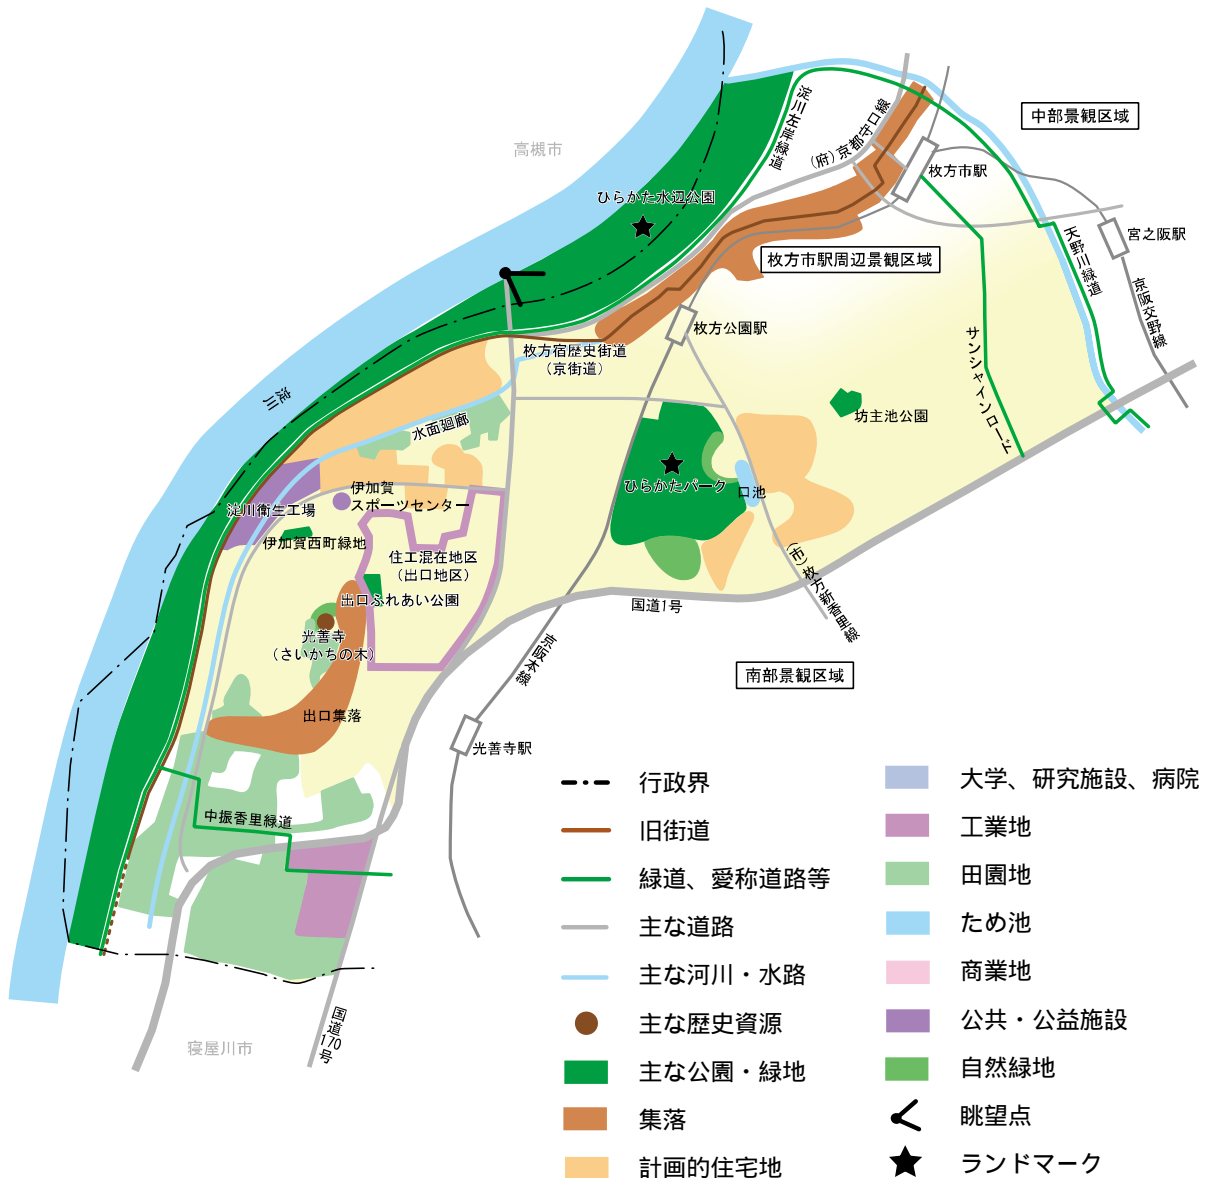 高槻市
淀川左岸緑道
(府)京都守口線
中部景観区域
枚方市駅
宮之阪駅
ひらかた水辺公園
天野川緑道
枚方市駅周辺景観区域
京阪交野線
枚方公園駅
サンシャインロード
枚方宿歴史街道
(京街道)
淀川
坊主池公園
水面廻廊
ひらかたパーク
口池
伊加賀
スポーツセンター
淀川衛生工場
伊加賀西町緑地
住工混在地区
(出口地区)
(市)枚方新香里線
出口ふれあい公園
国道1号
光善寺
(さいかちの木)
京阪本線
南部景観区域
出口集落
光善寺駅
中振香里緑道
国道170号
寝屋川市
行政界
旧街道
緑道、愛称道路等
主な道路
主な河川・水路
主な歴史資源
主な公園・緑地
集落
計画的住宅地
大学、研究施設、病院
工業地
田園地
ため池
商業地
公共・公益施設
自然緑地
眺望点
ランドマーク